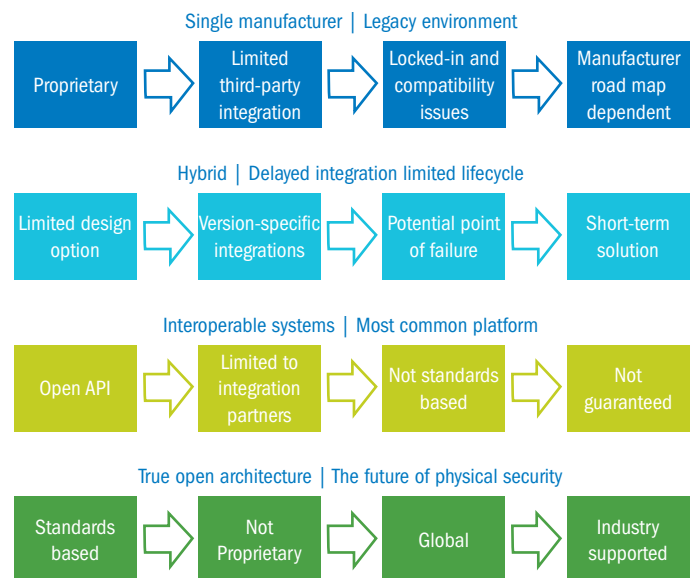 Single manufacturer | Legacy environment
Proprietary
Limited
third-party
integration
Locked-in and
compatibility
issues
Manufacturer
road map
dependent
Hybrid | Delayed integration limited lifecycle
Limited design
option
Version-specific
integrations
Potential point
of failure
Short-term
solution
Interoperable systems | Most common platform
Open API
Limited to
integration
partners
Not standards
based
Not
guaranteed
True open architecture | The future of physical security
Standards
based
Not
Proprietary
Global
Industry
supported